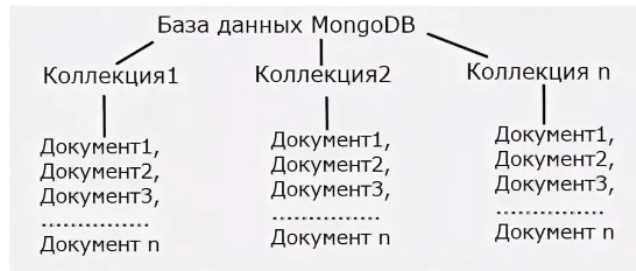 База данных MongoDB
Коллекция1
Коллекция2
Коллекция n
Документ1,
Документ2,
Документ3,
...............
Документ n
Документ1,
Документ2,
Документ3,
...............
Документ n
Документ1,
Документ2,
Документ3,
...............
Документ n